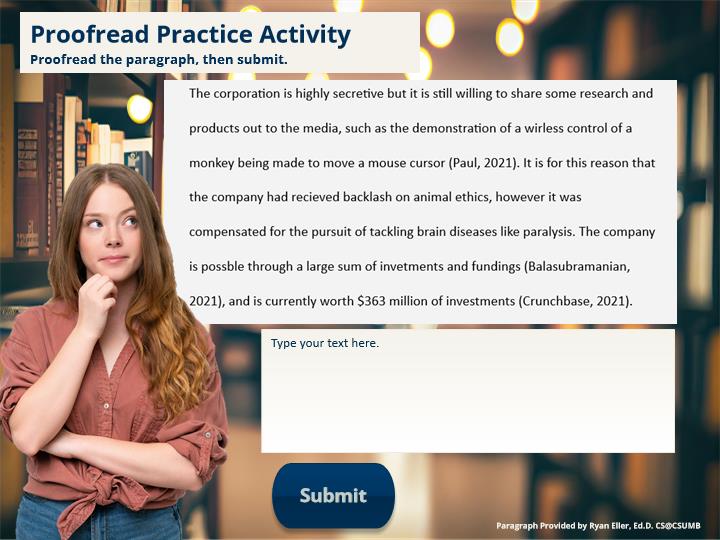 Proofread Practice Activity
Proofread the paragraph, then submit.
The corporation is highly secretive but it is still willing to share some research and
products out to the media, such as the demonstration of a wirless control of a
monkey being made to move a mouse cursor (Paul, 2021). It is for this reason that
the company had recieved backlash on animal ethics, however it was
compensated for the pursuit of tackling brain diseases like paralysis. The company
is possble through a large sum of invetments and fundings (Balasubramanian,
2021), and is currently worth $363 million of investments (Crunchbase, 2021).
Type your text here.
Submit
Paragraph Provided by Ryan Eller, Ed.D. CS@CSUMB